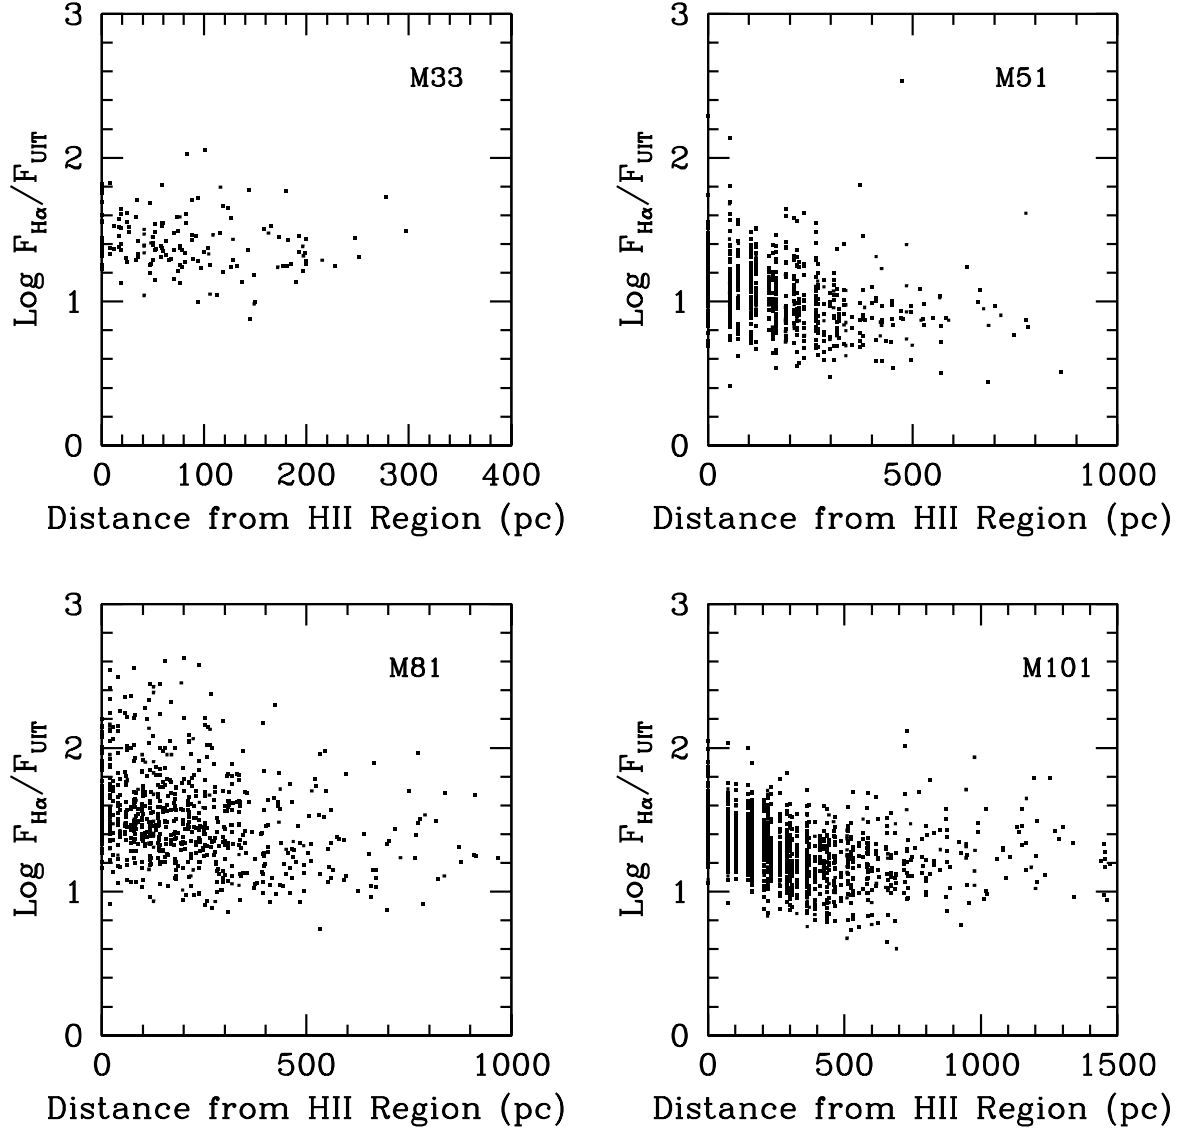 3
2
1
0
Log F_Hα/F_UIT
M33
0 100 200 300 400
Distance from HII Region (pc)
3
2
1
0
Log F_Hα/F_UIT
M51
0 500 1000
Distance from HII Region (pc)
3
2
1
0
Log F_Hα/F_UIT
M81
0 500 1000
Distance from HII Region (pc)
3
2
1
0
Log F_Hα/F_UIT
M101
0 500 1000 1500
Distance from HII Region (pc)